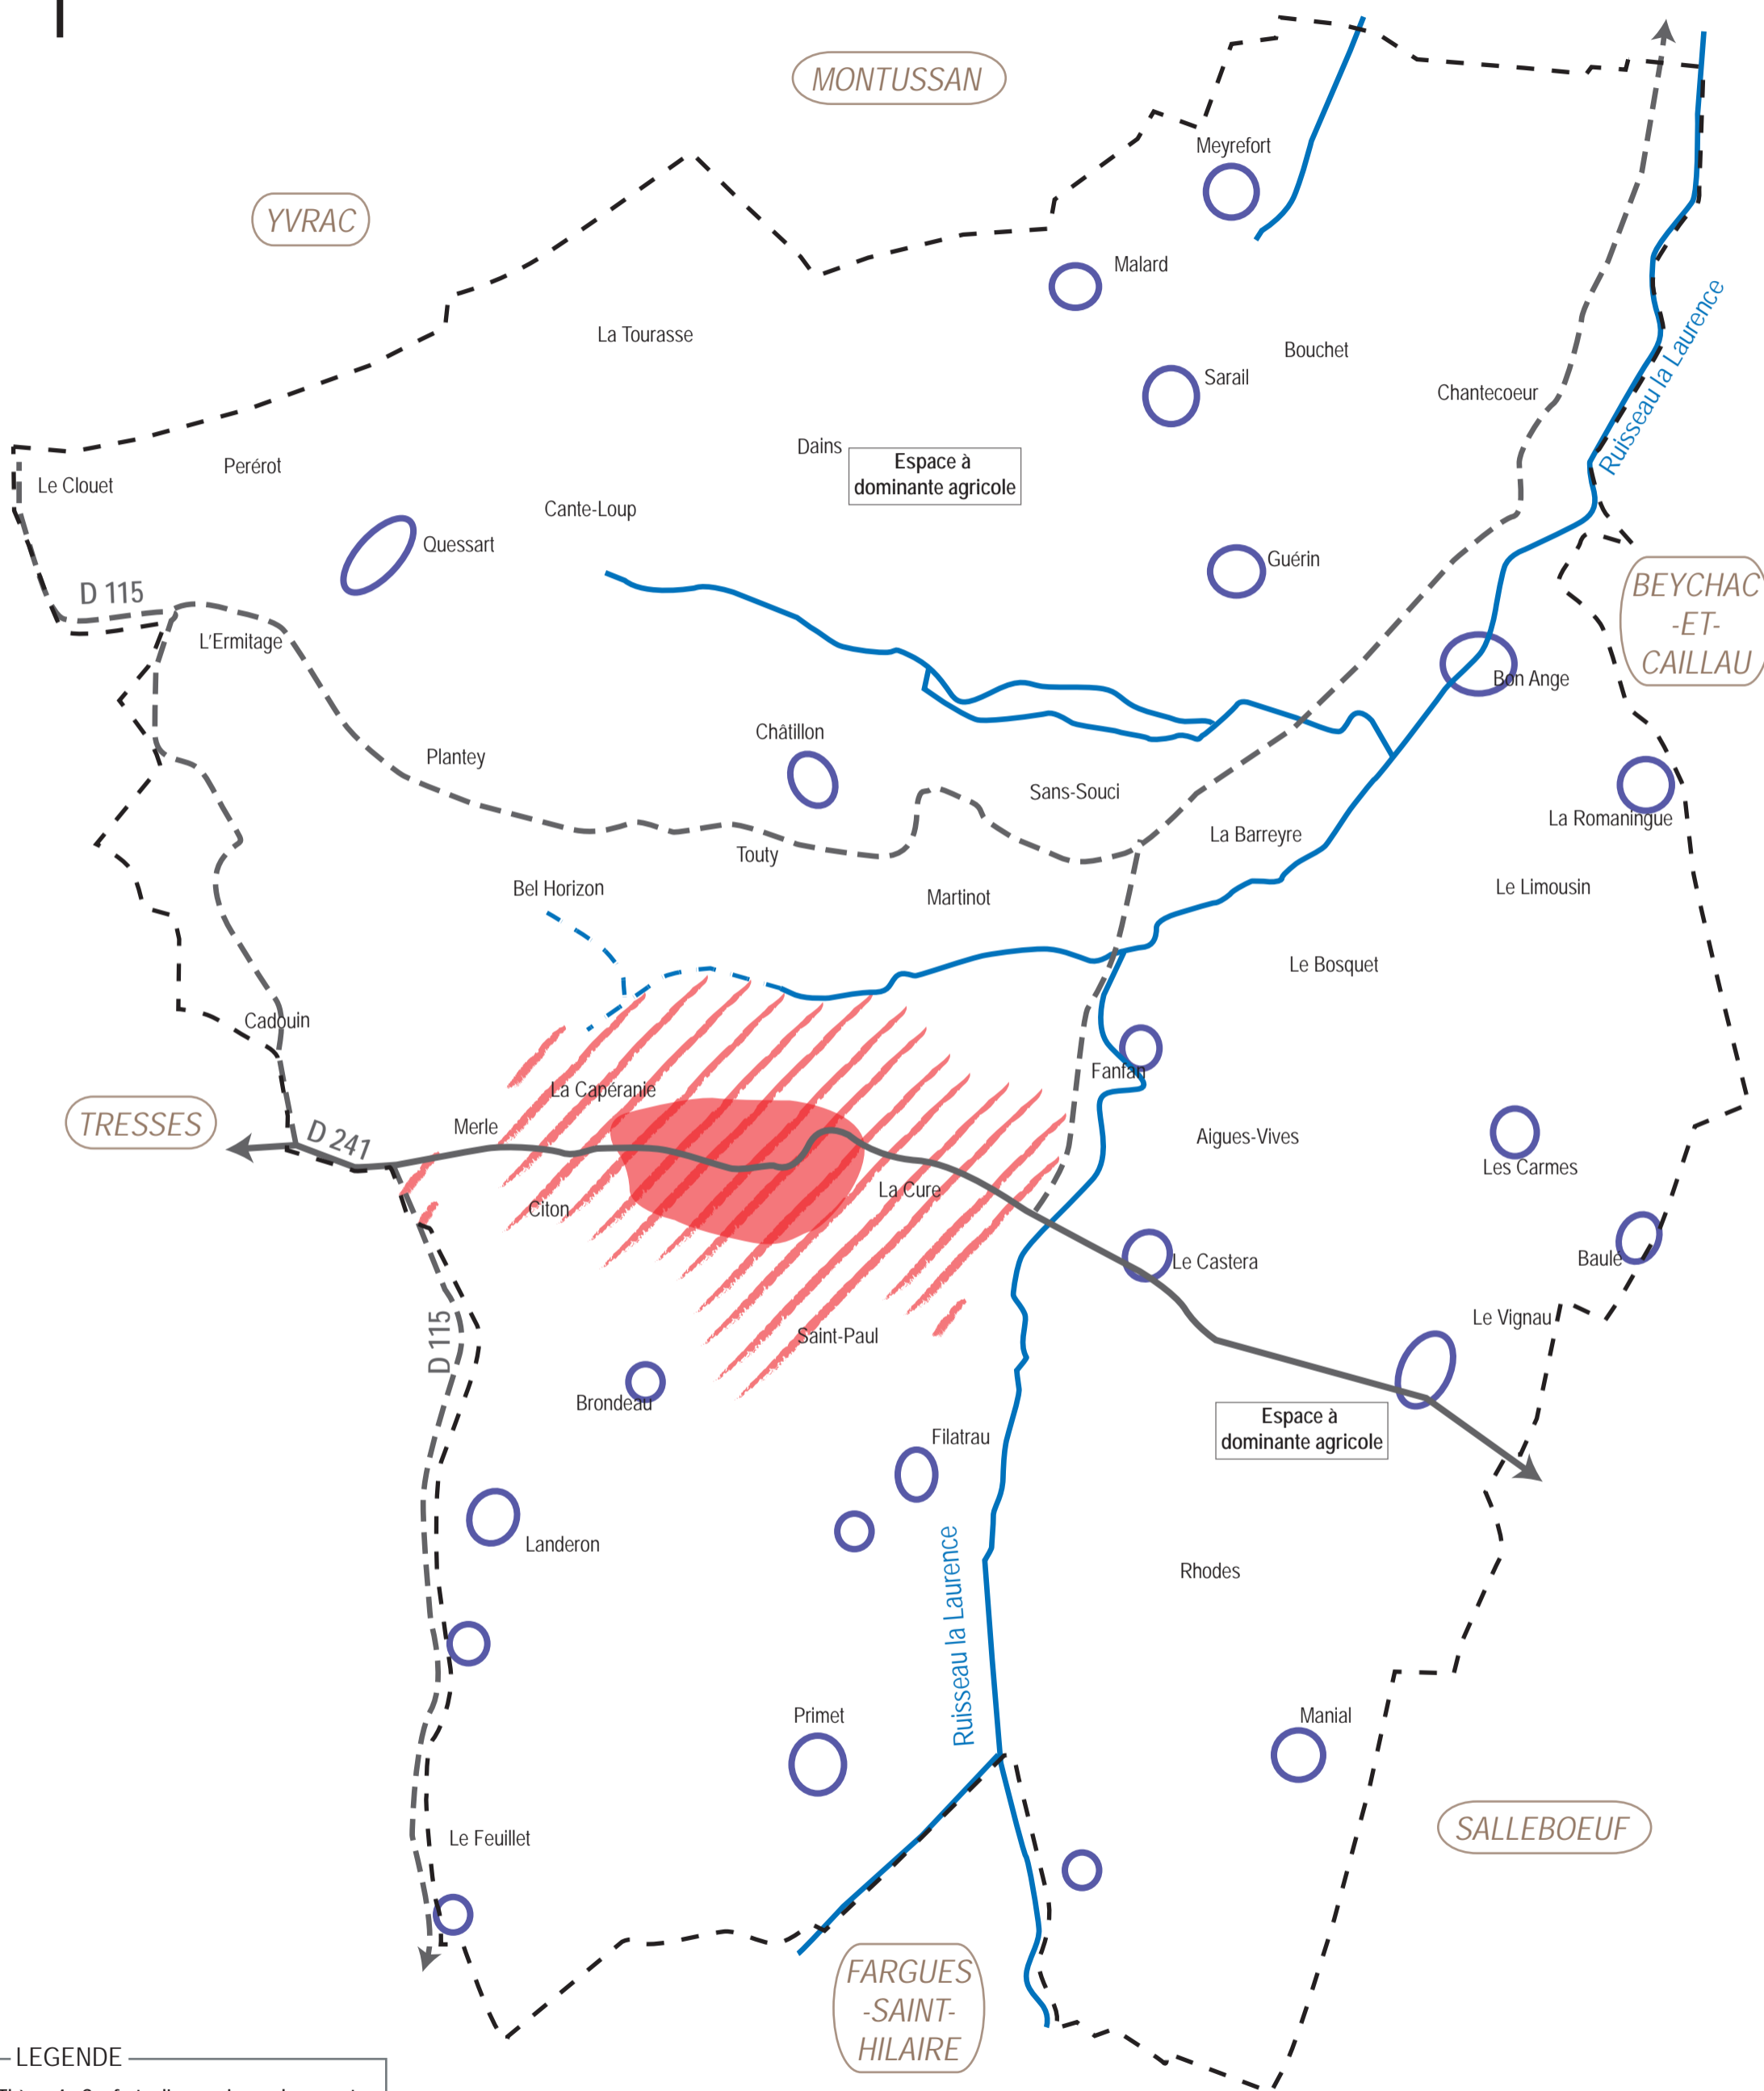 MONTUSSAN
Meyrefort
YVRAC
Malard
La Tourasse
Bouchet
Sarail
Chantecoeur
Ruisseau la Laurence
Dains
Espace à
dominante agricole
Perérot
Le Clouet
Cante-Loup
Quessart
Guérin
D 115
BEYCHAC
-ET-
CAILLAU
L'Ermitage
Bon Ange
Châtillon
Plantey
Sans-Souci
La Romaningue
La Barreyre
Touty
Bel Horizon
Martinot
Le Limousin
Le Bosquet
Cadouin
Fanfan
La Capéranie
TRESSES
D 241
Merle
Aigues-Vives
Les Carmes
La Cure
Citon
Le Castera
Baulé
Le Vignau
D 115
Saint-Paul
Brondeau
Espace à
dominante agricole
Filatrau
Landeron
Ruisseau la Laurence
Rhodes
Primet
Manial
Le Feuillet
SALLEBOEUF
FARGUES
-SAINT-
HILAIRE
LEGENDE